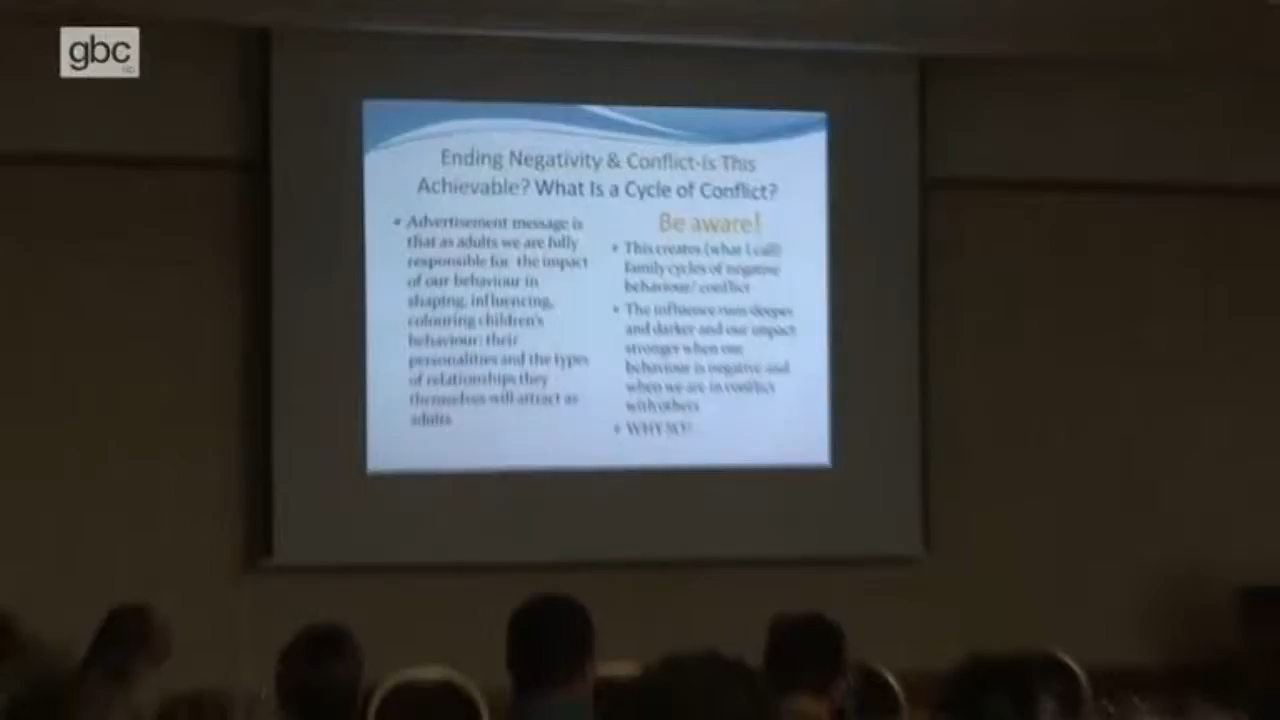 gbc
Ending Negativity & Conflict-Is This
Achievable? What Is a Cycle of Conflict?
• Advertisement message is
that as adults we are fully
responsible for the impact
of our behaviour in
shaping, influencing,
colouring children's
behaviour: their
personalities and the types
of relationships they
themselves will attract as
adults
Be aware!
• This creates (what I call)
family cycles of negative
behaviour/ conflict
• The influence runs deeper
and darker and our impact
stronger when our
behaviour is negative and
when we are in conflict
with others
• WHY SO?